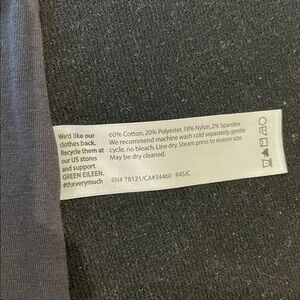 We'd like our
clothes back.
Recycle them at
our US stores
and support
GREEN EILEEN.
#thxverymuch
60% Cotton, 20% Polyester, 18% Nylon, 2% Spandex
We recommend machine wash cold separately, gentle
cycle, no bleach. Line dry. Steam press to restore size.
May be dry cleaned.
RN# 78121/CA#34460 R4SJC